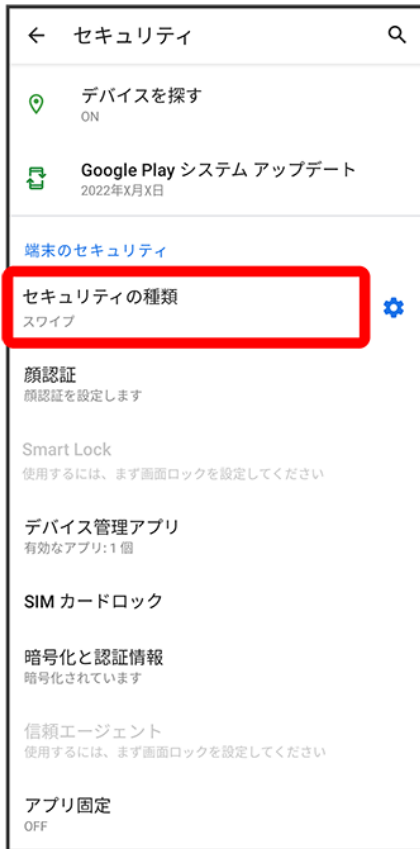 セキュリティ
デバイスを探す
ON
Google Play システム アップデート
2022年X月X日
端末のセキュリティ
セキュリティの種類
スワイプ
顔認証
顔認証を設定します
Smart Lock
使用するには、まず画面ロックを設定してください
デバイス管理アプリ
有効なアプリ: 1 個
SIM カードロック
暗号化と認証情報
暗号化されています
信頼エージェント
使用するには、まず画面ロックを設定してください
アプリ固定
OFF